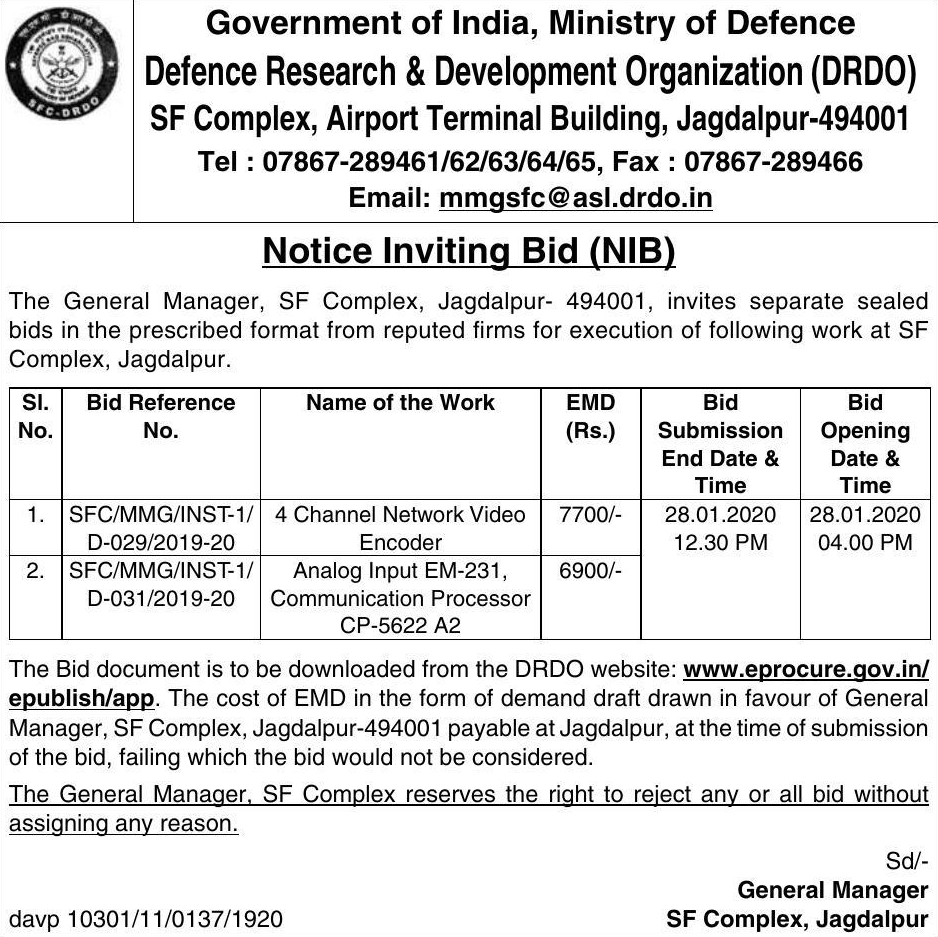 SFC-DRDO
Government of India, Ministry of Defence
Defence Research & Development Organization (DRDO)
SF Complex, Airport Terminal Building, Jagdalpur-494001
Tel : 07867-289461/62/63/64/65, Fax : 07867-289466
Email: mmgsfc@asl.drdo.in
Notice Inviting Bid (NIB)
The General Manager, SF Complex, Jagdalpur- 494001, invites separate sealed
bids in the prescribed format from reputed firms for execution of following work at SF
Complex, Jagdalpur.
Sl. Bid Reference Name of the Work EMD Bid Bid
No. No. (Rs.) Submission Opening
End Date & Date &
Time Time
1. SFC/MMG/INST-1/ 4 Channel Network Video 7700/- 28.01.2020 28.01.2020
D-029/2019-20 Encoder 12.30 PM 04.00 PM
2. SFC/MMG/INST-1/ Analog Input EM-231, 6900/-
D-031/2019-20 Communication Processor
CP-5622 A2
The Bid document is to be downloaded from the DRDO website: www.eprocure.gov.in/
epublish/app. The cost of EMD in the form of demand draft drawn in favour of General
Manager, SF Complex, Jagdalpur-494001 payable at Jagdalpur, at the time of submission
of the bid, failing which the bid would not be considered.
The General Manager, SF Complex reserves the right to reject any or all bid without
assigning any reason.
Sd/-
General Manager
davp 10301/11/0137/1920 SF Complex, Jagdalpur